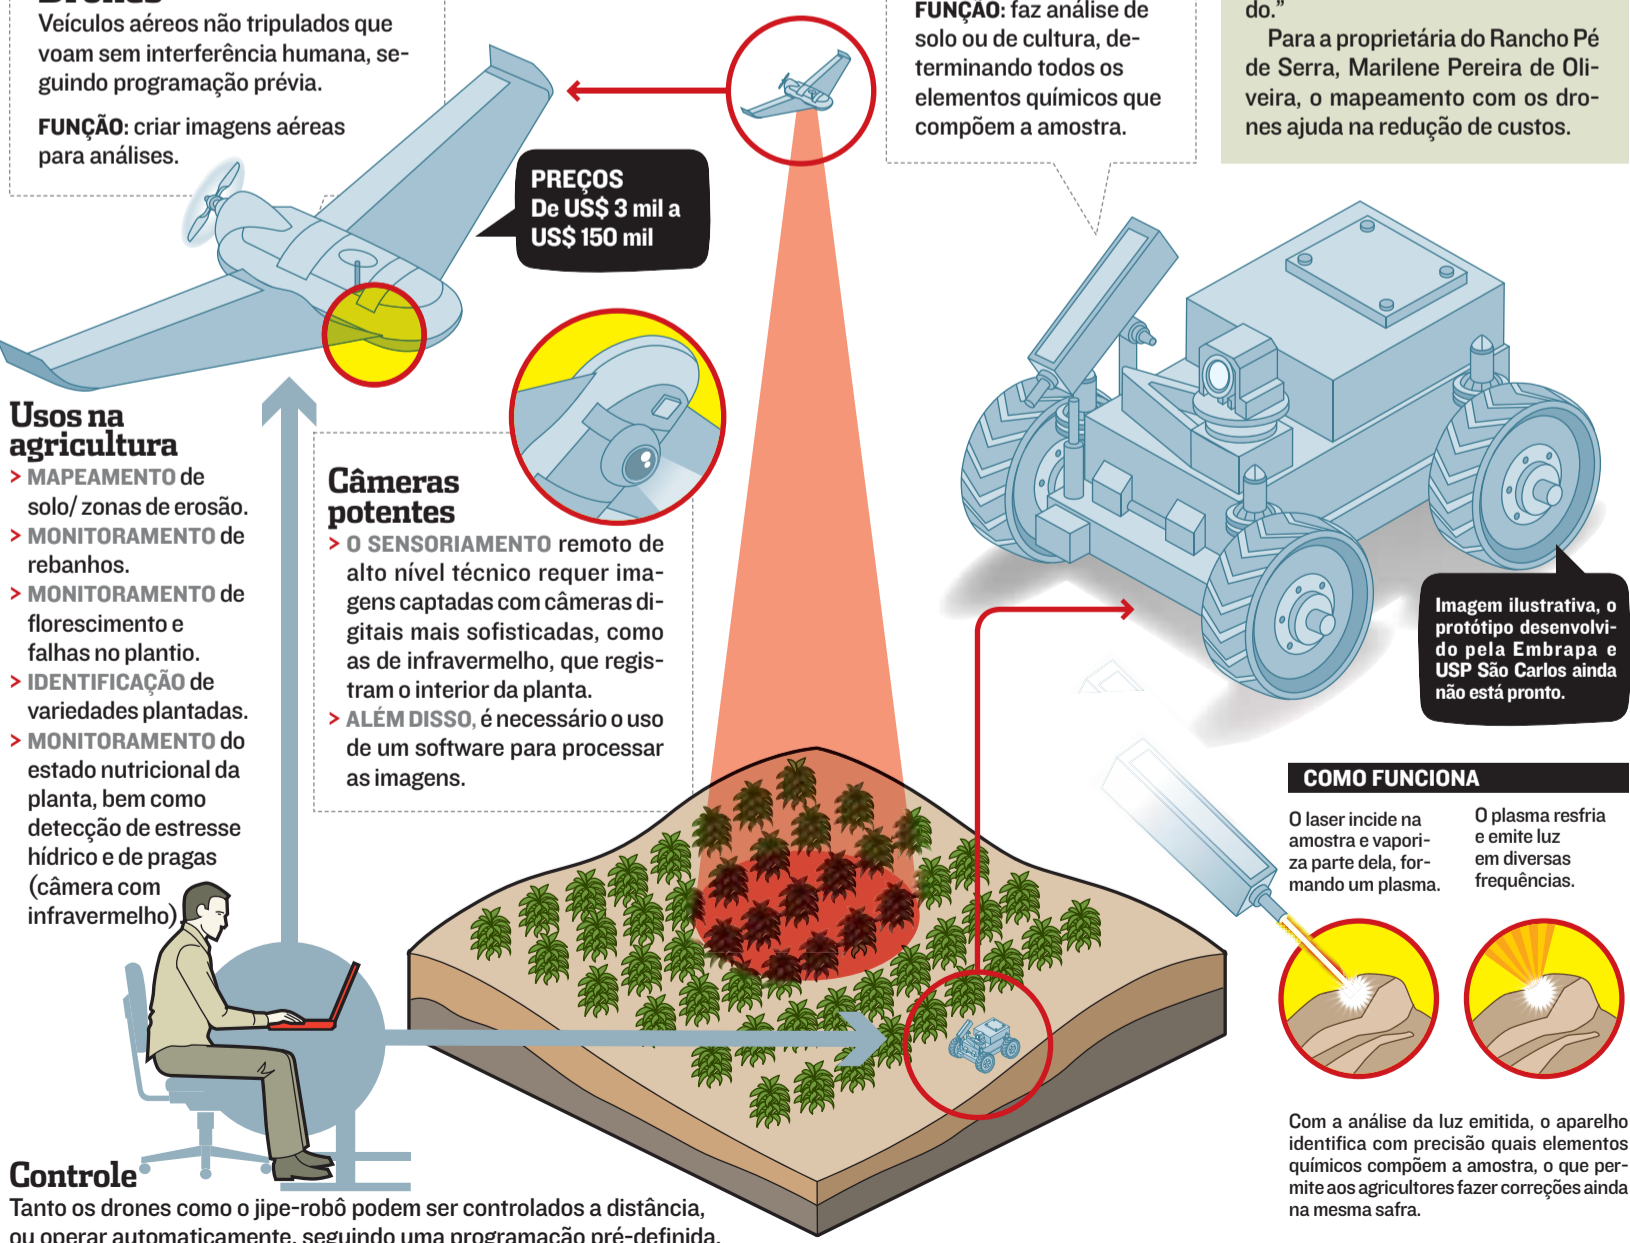 Drones
Veículos aéreos não tripulados que
voam sem interferência humana, se-
guindo programação prévia.
FUNÇÃO: criar imagens aéreas
para análises.
PREÇOS
De US$ 3 mil a
US$ 150 mil
FUNÇÃO: faz análise de
solo ou de cultura, de-
terminando todos os
elementos químicos que
compõem a amostra.
do.”
Para a proprietária do Rancho Pé
de Serra, Marilene Pereira de Oli-
veira, o mapeamento com os dro-
nes ajuda na redução de custos.
Usos na
agricultura
> MAPEAMENTO de
solo/ zonas de erosão.
> MONITORAMENTO de
rebanhos.
> MONITORAMENTO de
florescimento e
falhas no plantio.
> IDENTIFICAÇÃO de
variedades plantadas.
> MONITORAMENTO do
estado nutricional da
planta, bem como
detecção de estresse
hídrico e de pragas
(câmera com
infravermelho)
Câmeras
potentes
> O SENSORIAMENTO remoto de
alto nível técnico requer ima-
gens captadas com câmeras di-
gitais mais sofisticadas, como
as de infravermelho, que regis-
tram o interior da planta.
> ALÉM DISSO, é necessário o uso
de um software para processar
as imagens.
Imagem ilustrativa, o
protótipo desenvolvi-
do pela Embrapa e
USP São Carlos ainda
não está pronto.
COMO FUNCIONA
O laser incide na
amostra e vapori-
za parte dela, for-
mando um plasma.
O plasma resfria
e emite luz
em diversas
frequências.
Com a análise da luz emitida, o aparelho
identifica com precisão quais elementos
químicos compõem a amostra, o que per-
mite aos agricultores fazer correções ainda
na mesma safra.
Controle
Tanto os drones como o jipe-robô podem ser controlados a distância,
ou operar automaticamente, seguindo uma programação pré-definida.